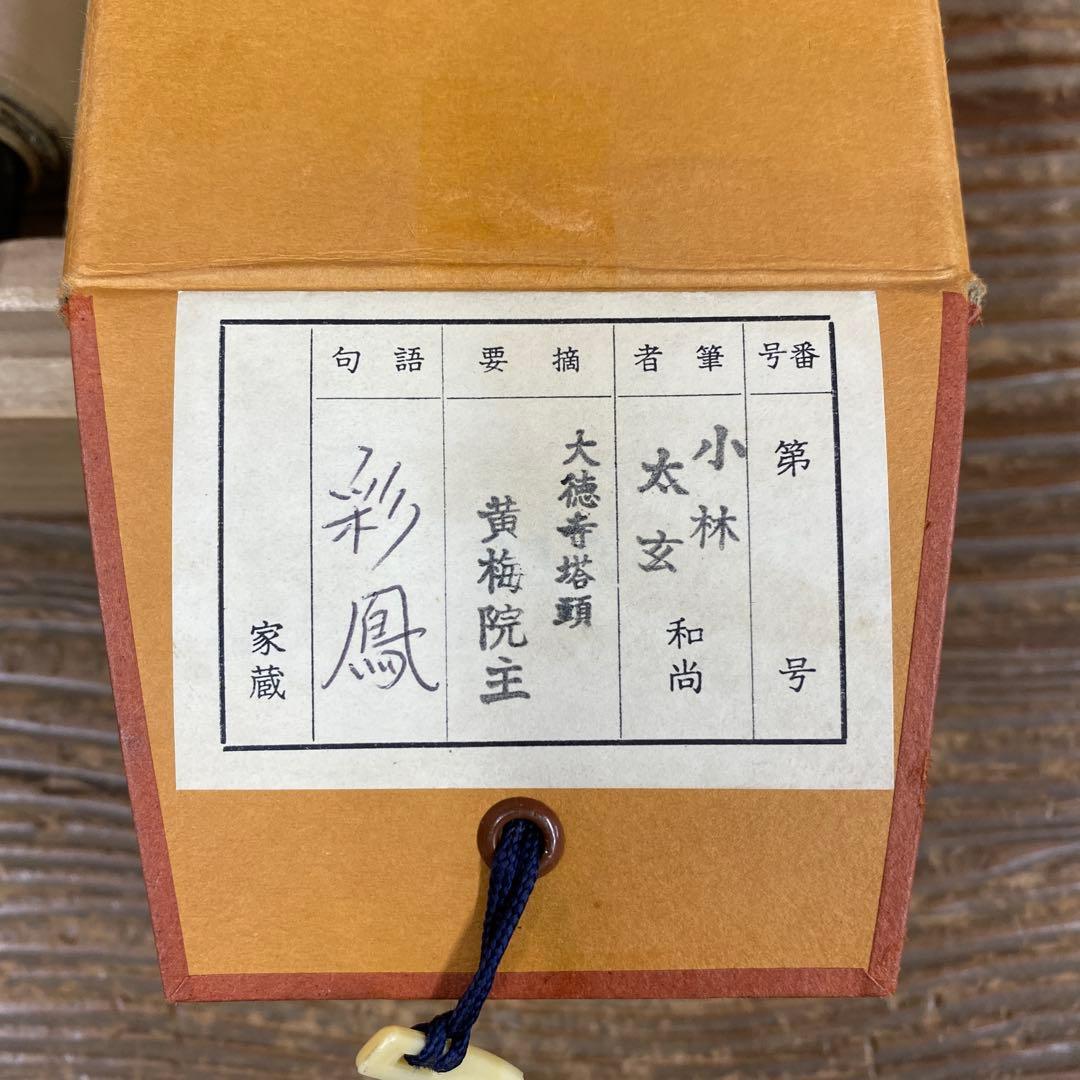 番号
第 号
筆者
小林
太玄
和尚
摘要
大徳寺塔頭
黄梅院主
語句
彩鳳
家蔵